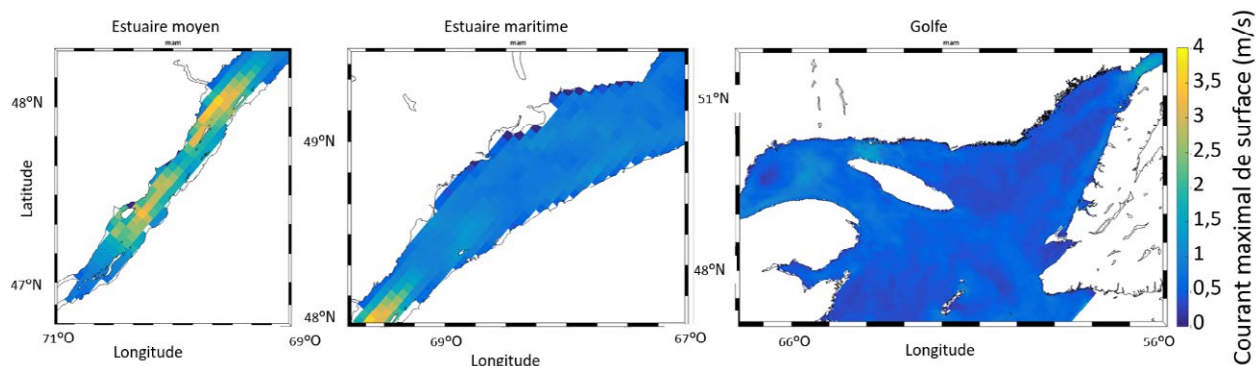 Estuaire moyen
mam
48°N
47°N
Latitude
71°O
69°O
Longitude
Estuaire maritime
mam
49°N
48°N
69°O
67°O
Longitude
Golfe
mam
51°N
48°N
66°O
56°O
Longitude
4
3,5
3
2,5
2
1,5
1
0,5
0
Courant maximal de surface (m/s)